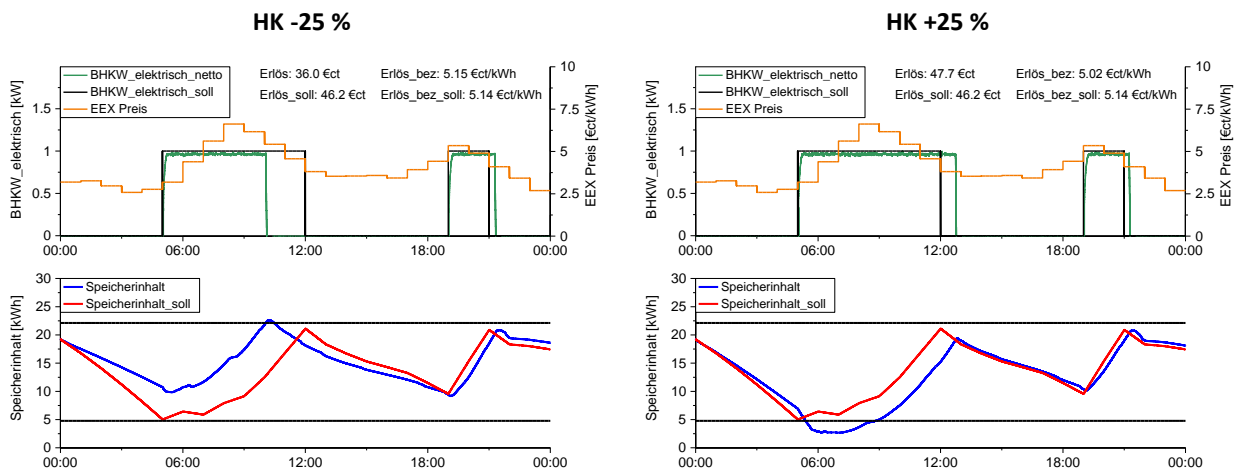 HK -25 %
BHKW_elektrisch_netto
BHKW_elektrisch_soll
EEX Preis
Erlös: 36.0 €ct Erlös_bez: 5.15 €ct/kWh
Erlös_soll: 46.2 €ct Erlös_bez_soll: 5.14 €ct/kWh
BHKW_elektrisch [kW]
0
0.5
1
1.5
EEX Preis [€ct/kWh]
0
2.5
5
7.5
10
00:00 06:00 12:00 18:00 00:00
Speicherinhalt
Speicherinhalt_soll
Speicherinhalt [kWh]
30
25
20
15
10
5
0
00:00 06:00 12:00 18:00 00:00
HK +25 %
BHKW_elektrisch_netto
BHKW_elektrisch_soll
EEX Preis
Erlös: 47.7 €ct Erlös_bez: 5.02 €ct/kWh
Erlös_soll: 46.2 €ct Erlös_bez_soll: 5.14 €ct/kWh
BHKW_elektrisch [kW]
0
0.5
1
1.5
EEX Preis [€ct/kWh]
0
2.5
5
7.5
10
00:00 06:00 12:00 18:00 00:00
Speicherinhalt
Speicherinhalt_soll
Speicherinhalt [kWh]
30
25
20
15
10
5
0
00:00 06:00 12:00 18:00 00:00